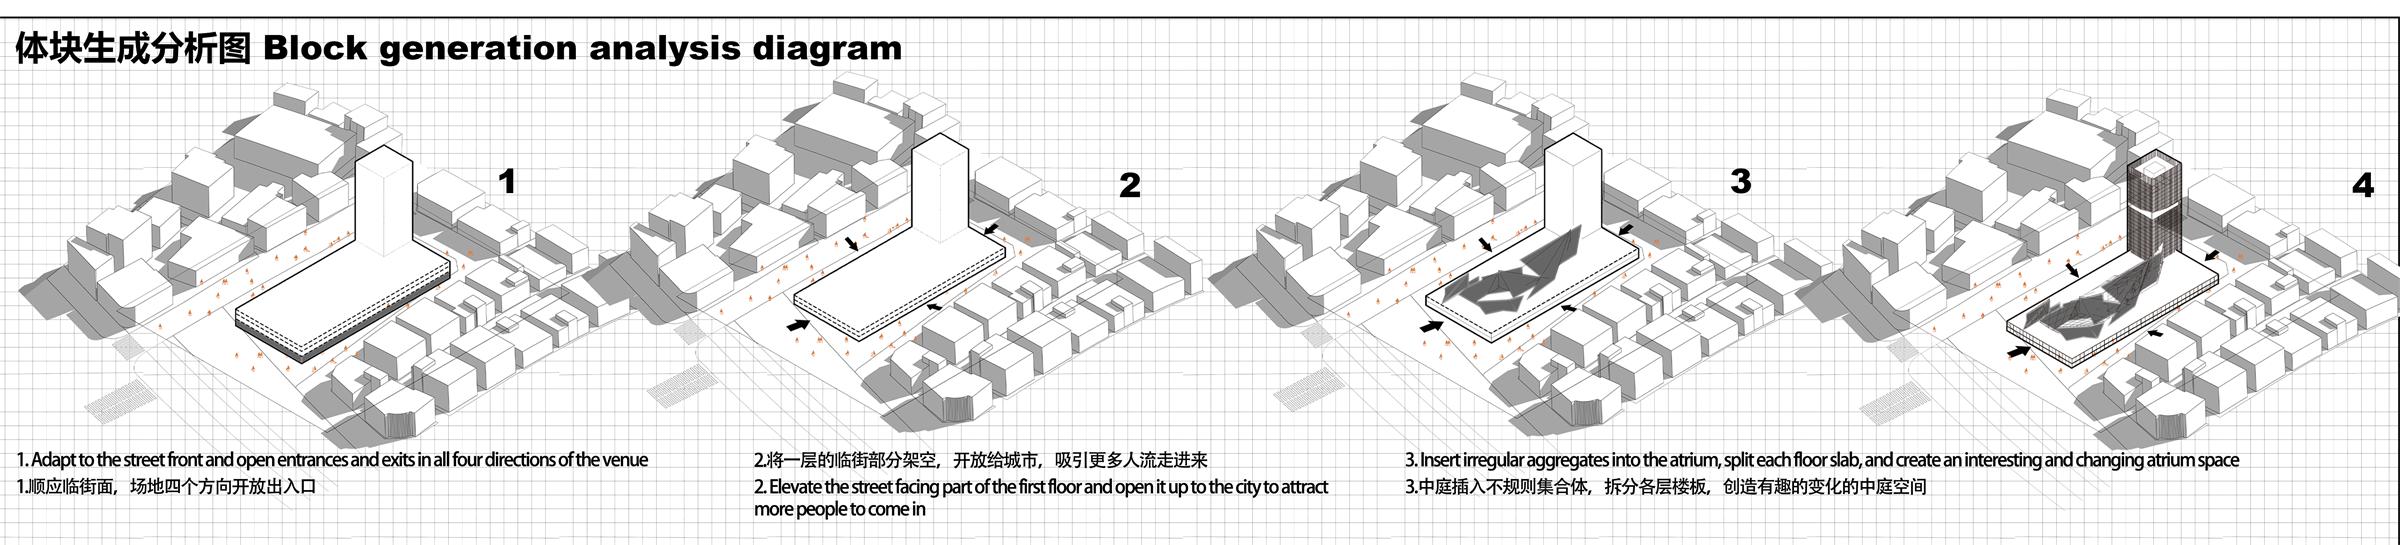 体块生成分析图 Block generation analysis diagram
1
2
3
4
1. Adapt to the street front and open entrances and exits in all four directions of the venue
1.顺应临街面，场地四个方向开放出入口
2.将一层的临街部分架空，开放给城市，吸引更多人流走进来
2. Elevate the street facing part of the first floor and open it up to the city to attract
more people to come in
3. Insert irregular aggregates into the atrium, split each floor slab, and create an interesting and changing atrium space
3.中庭插入不规则集合体，拆分各层楼板，创造有趣的变化的中庭空间